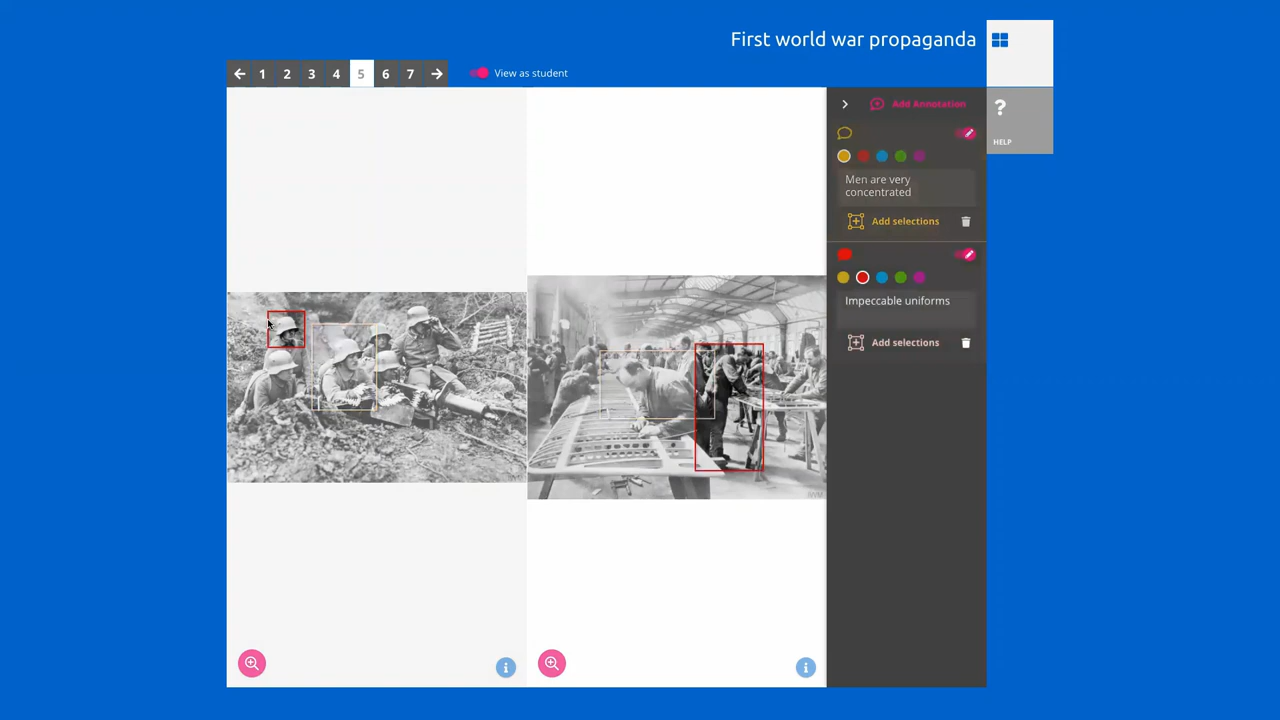 First world war propaganda
1 2 3 4 5 6 7
View as student
Add Annotation
? HELP
Men are very
concentrated
Add selections
Impeccable uniforms
Add selections
IWM